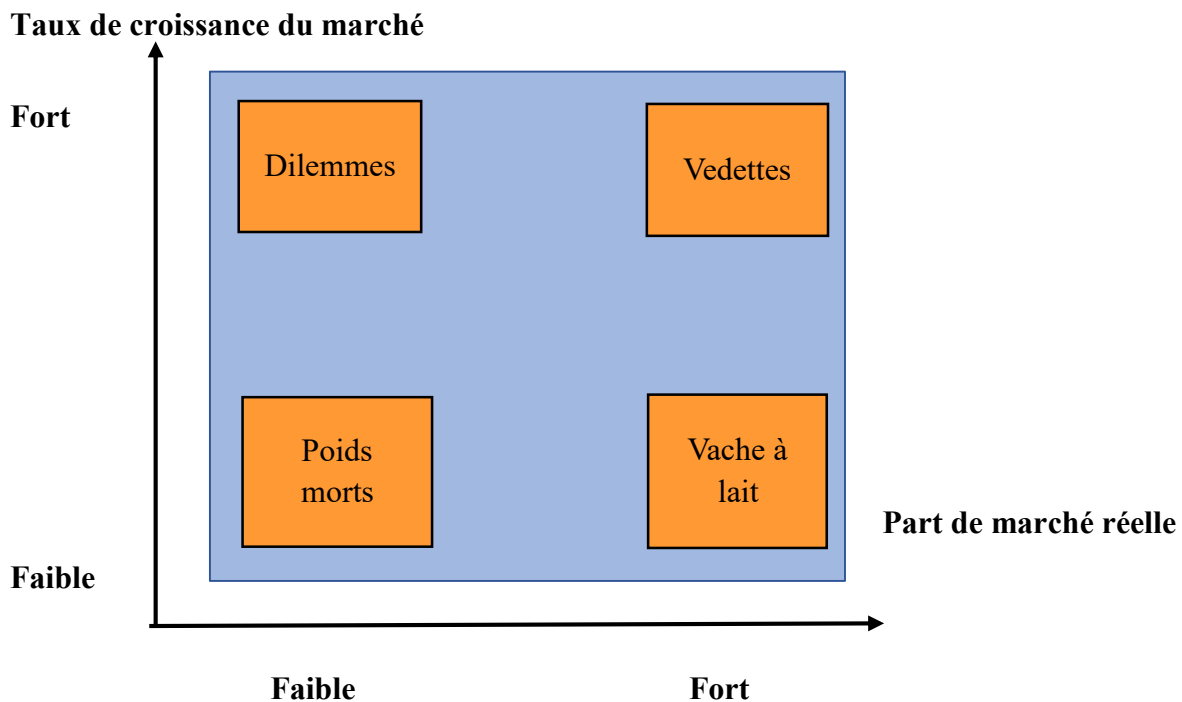 Taux de croissance du marché
Fort
Dilemmes
Vedettes
Poids
morts
Vache à
lait
Part de marché réelle
Faible
Faible
Fort